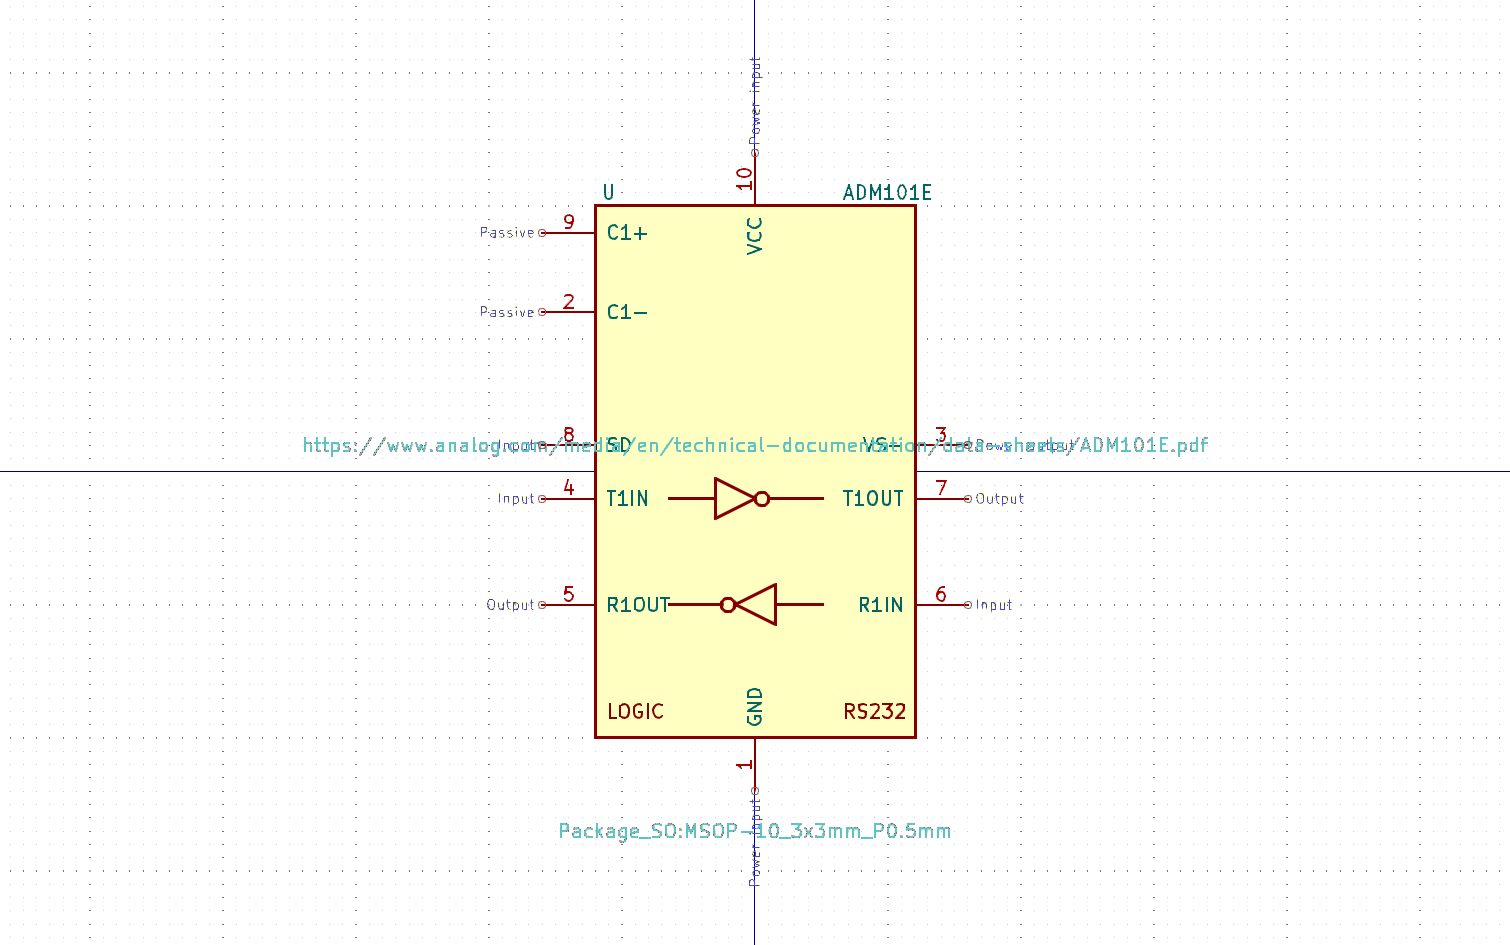 Power input
10
U ADM101E
Passive 9 C1+ VCC
Passive 2 C1-
Input 8 SD VS- 3 Power output
https://www.analog.com/media/en/technical-documentation/data-sheets/ADM101E.pdf
Input 4 T1IN T1OUT 7 Output
Output 5 R1OUT R1IN 6 Input
LOGIC GND RS232
1
Package_SO:MSOP-10_3x3mm_P0.5mm
Power input